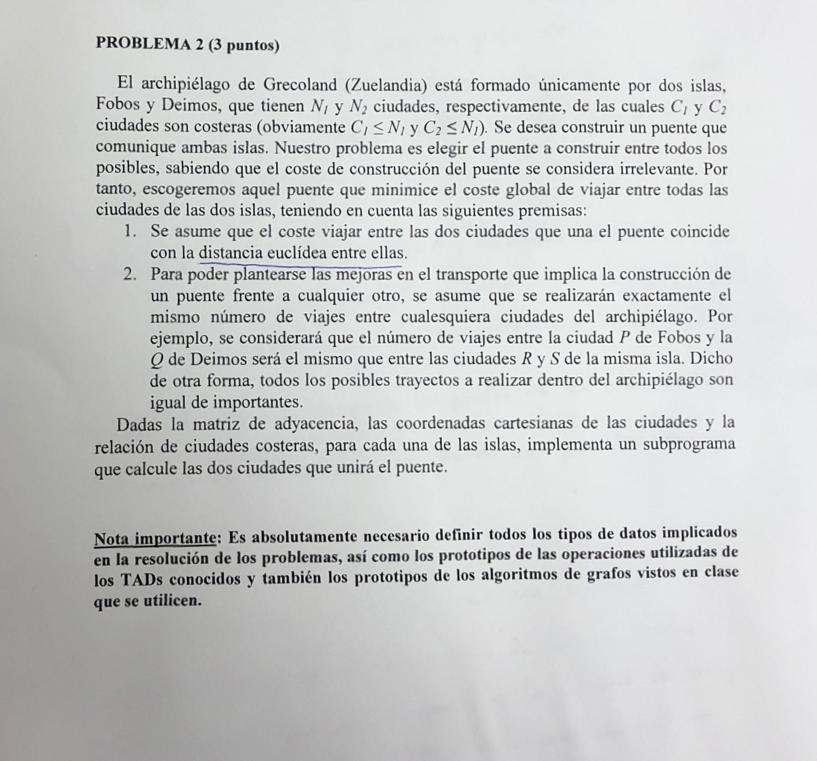 PROBLEMA 2 (3 puntos)
El archipiélago de Grecoland (Zuelandia) está formado únicamente por dos islas,
Fobos y Deimos, que tienen N1 y N2 ciudades, respectivamente, de las cuales C1 y C2
ciudades son costeras (obviamente C1 ≤ N1 y C2 ≤ N1). Se desea construir un puente que
comunique ambas islas. Nuestro problema es elegir el puente a construir entre todos los
posibles, sabiendo que el coste de construcción del puente se considera irrelevante. Por
tanto, escogeremos aquel puente que minimice el coste global de viajar entre todas las
ciudades de las dos islas, teniendo en cuenta las siguientes premisas:
1. Se asume que el coste viajar entre las dos ciudades que una el puente coincide
con la distancia euclídea entre ellas.
2. Para poder plantearse las mejoras en el transporte que implica la construcción de
un puente frente a cualquier otro, se asume que se realizarán exactamente el
mismo número de viajes entre cualesquiera ciudades del archipiélago. Por
ejemplo, se considerará que el número de viajes entre la ciudad P de Fobos y la
Q de Deimos será el mismo que entre las ciudades R y S de la misma isla. Dicho
de otra forma, todos los posibles trayectos a realizar dentro del archipiélago son
igual de importantes.
Dadas la matriz de adyacencia, las coordenadas cartesianas de las ciudades y la
relación de ciudades costeras, para cada una de las islas, implementa un subprograma
que calcule las dos ciudades que unirá el puente.
Nota importante: Es absolutamente necesario definir todos los tipos de datos implicados
en la resolución de los problemas, así como los prototipos de las operaciones utilizadas de
los TADs conocidos y también los prototipos de los algoritmos de grafos vistos en clase
que se utilicen.